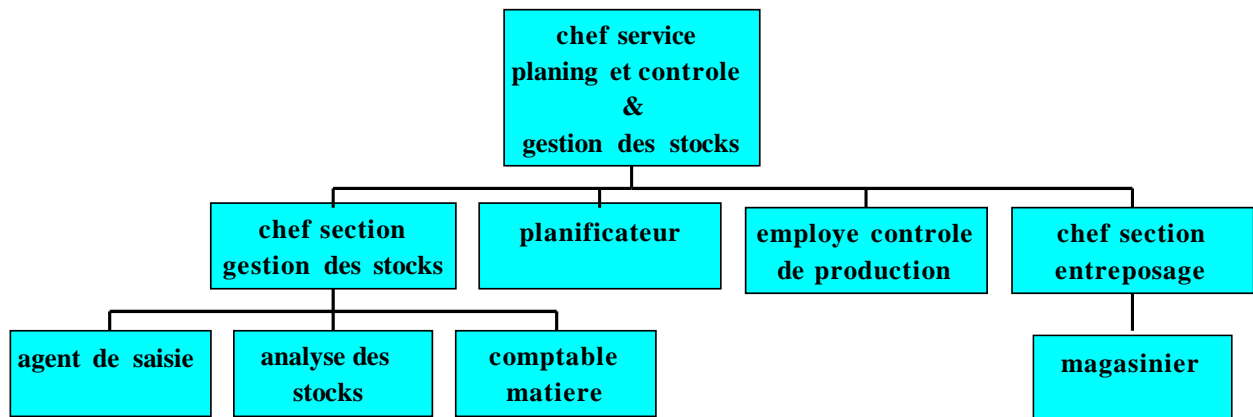 chef service
planing et controle
&
gestion des stocks
chef section
gestion des stocks
planificateur
employe controle
de production
chef section
entreposage
agent de saisie
analyse des
stocks
comptable
matiere
magasinier